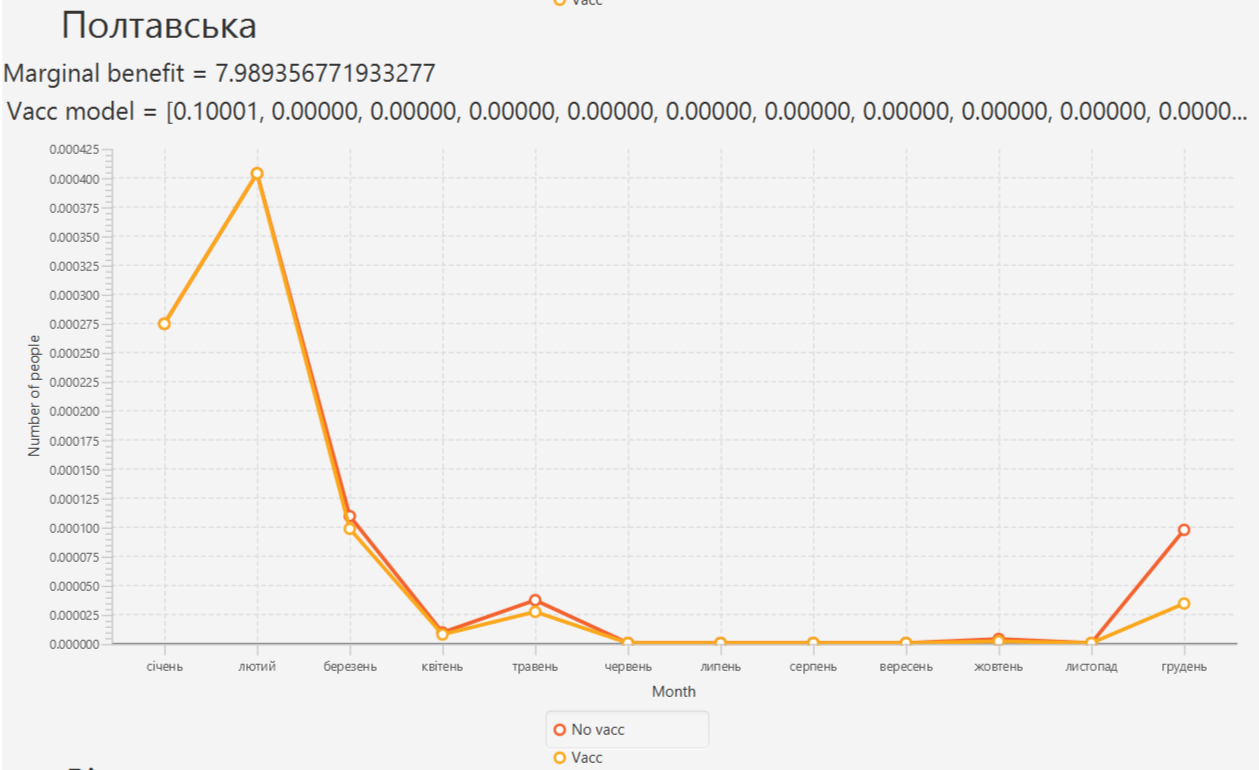 Vacc
Полтавська
Marginal benefit = 7.989356771933277
Vacc model = [0.10001, 0.00000, 0.00000, 0.00000, 0.00000, 0.00000, 0.00000, 0.00000, 0.00000, 0.00000, 0.0000...
0.000425
0.000400
0.000375
0.000350
0.000325
0.000300
0.000275
0.000250
0.000225
0.000200
0.000175
0.000150
0.000125
0.000100
0.000075
0.000050
0.000025
0.000000
Number of people
січень лютий березень квітень травень червень липень серпень вересень жовтень листопад грудень
Month
No vacc
Vacc